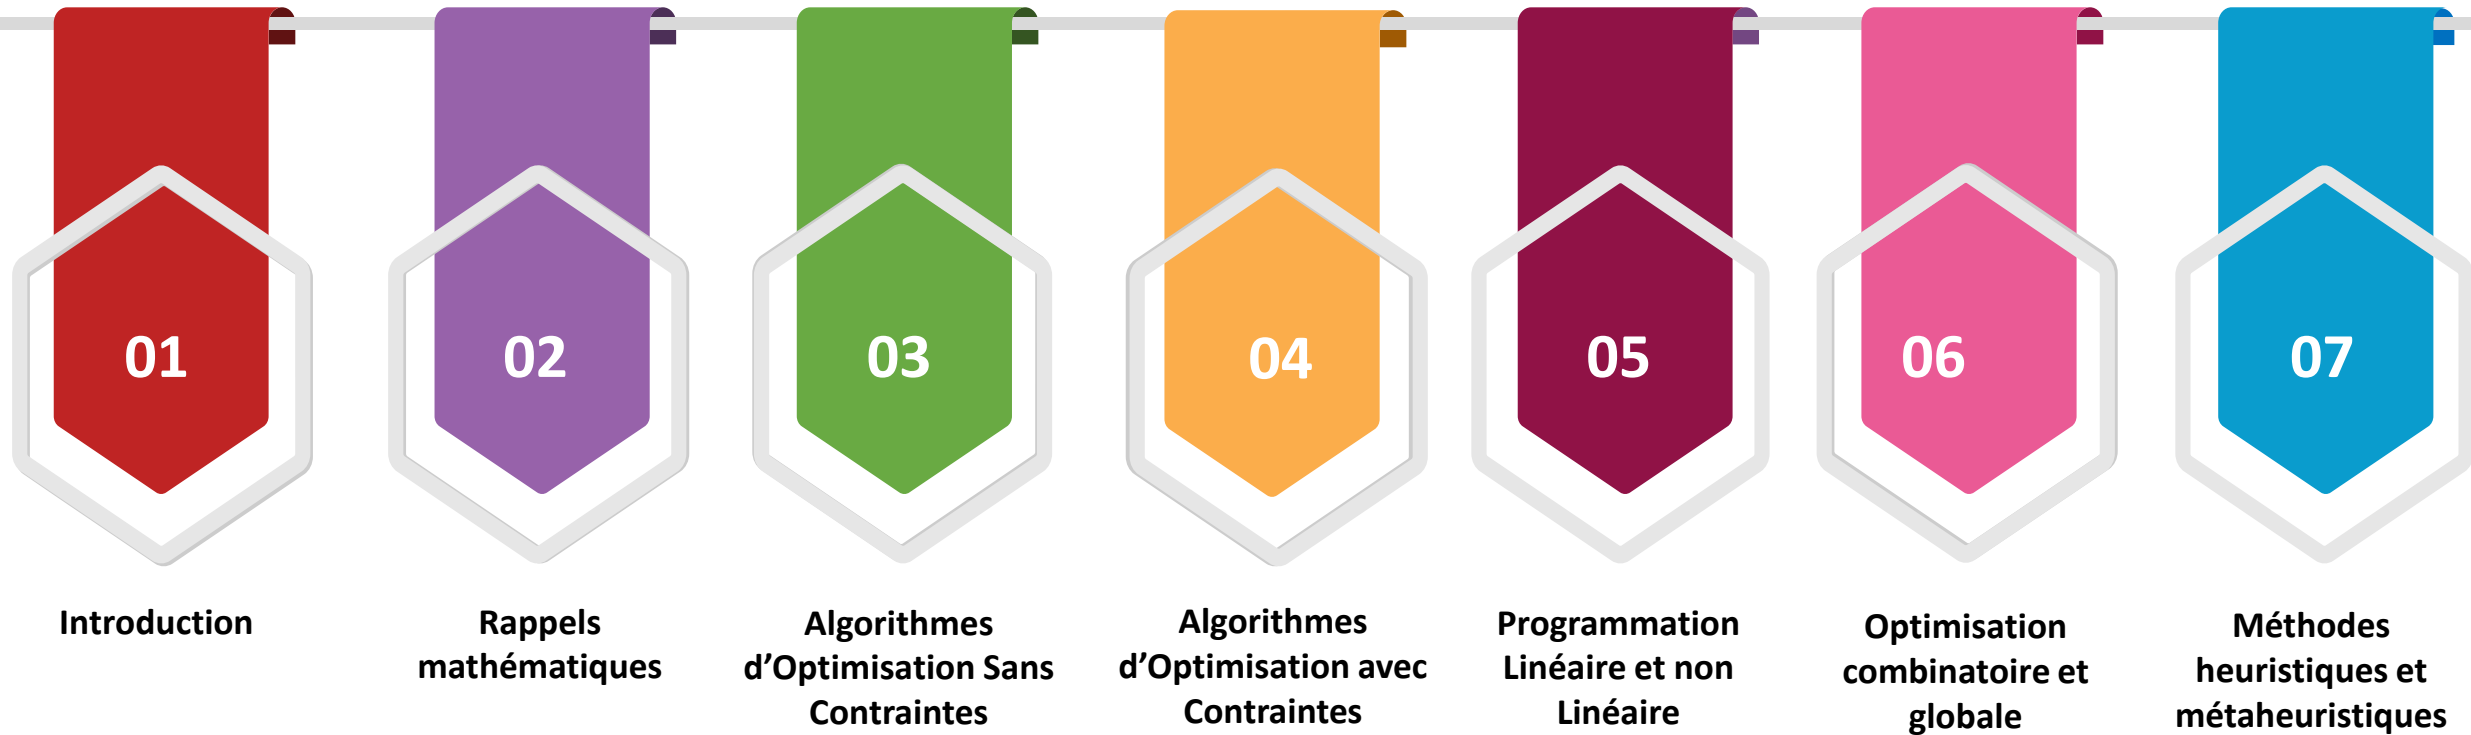 01
Introduction
02
Rappels
mathématiques
03
Algorithmes
d’Optimisation Sans
Contraintes
04
Algorithmes
d’Optimisation avec
Contraintes
05
Programmation
Linéaire et non
Linéaire
06
Optimisation
combinatoire et
globale
07
Méthodes
heuristiques et
métaheuristiques